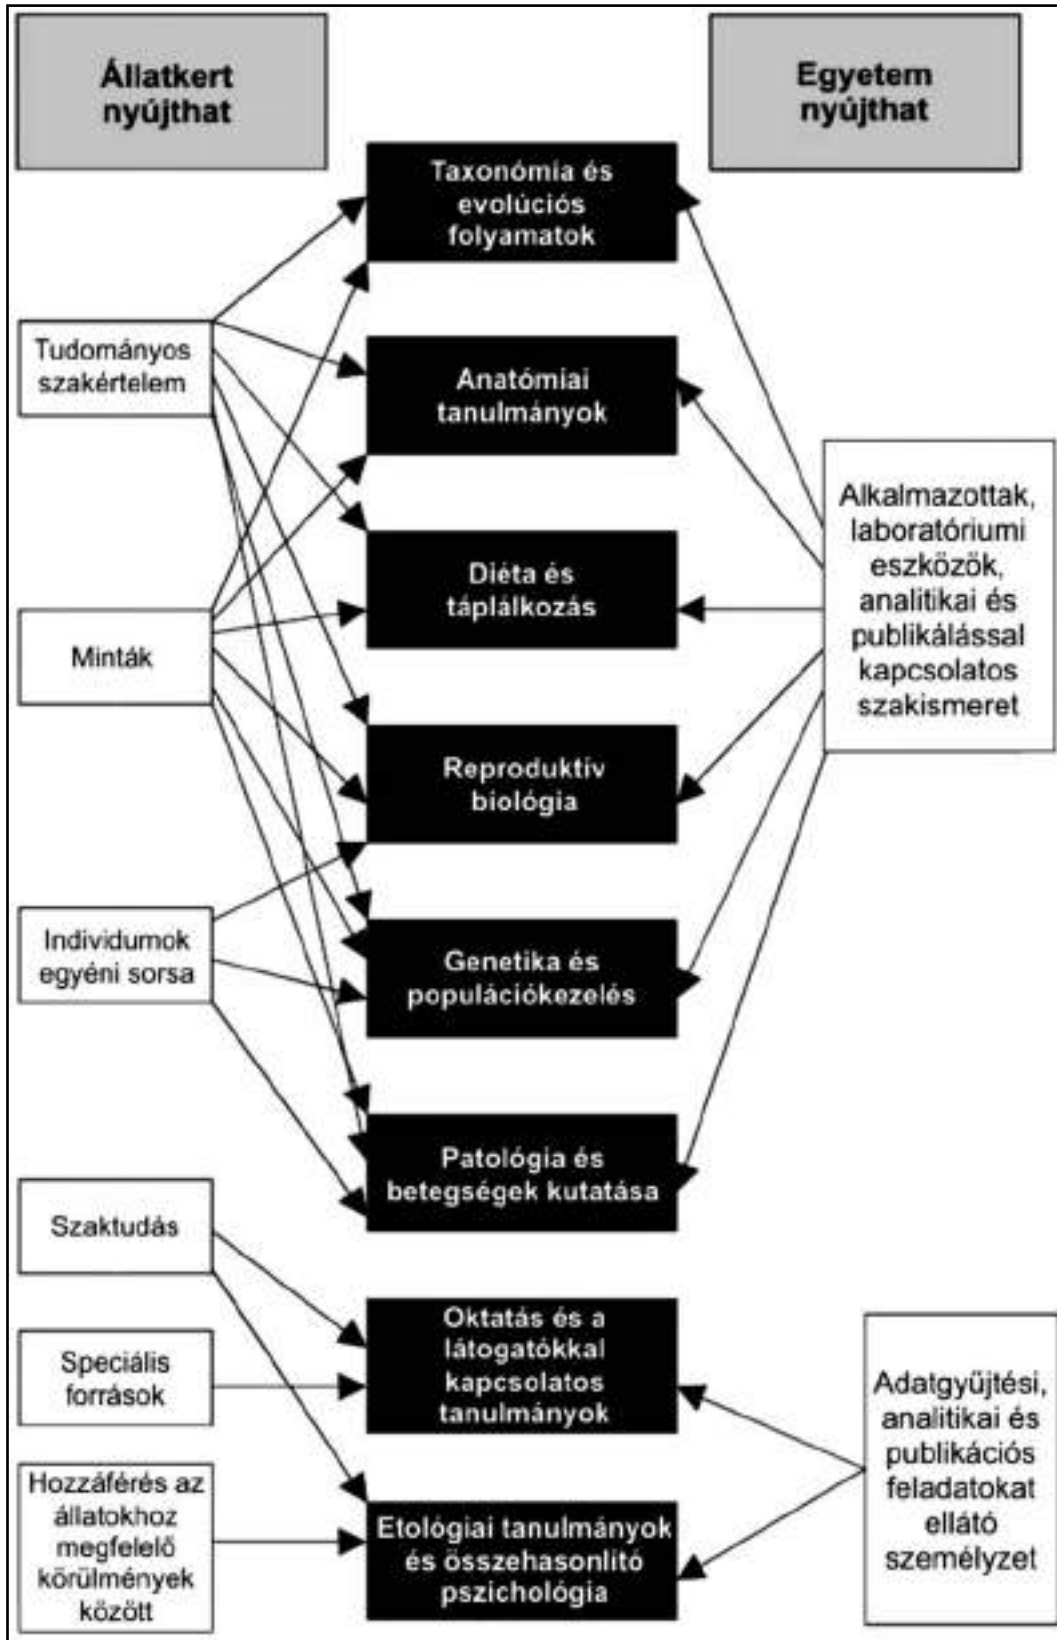 Állatkert
nyújthat
Egyetem
nyújthat
Taxonómia és
evolúciós
folyamatok
Tudományos
szakértelem
Anatómiai
tanulmányok
Alkalmazottak,
laboratóriumi
eszközök,
analitikai és
publikálással
kapcsolatos
szakismeret
Diéta és
táplálkozás
Minták
Reproduktív
biológia
Individumok
egyéni sorsa
Genetika és
populációkezelés
Patológia és
betegségek kutatása
Szaktudás
Oktatás és a
látogatókkal
kapcsolatos
tanulmányok
Speciális
források
Adatgyűjtési,
analitikai és
publikációs
feladatokat
ellátó
személyzet
Hozzáférés az
állatokhoz
megfelelő
körülmények
között
Etológiai tanulmányok
és összehasonlító
pszichológia